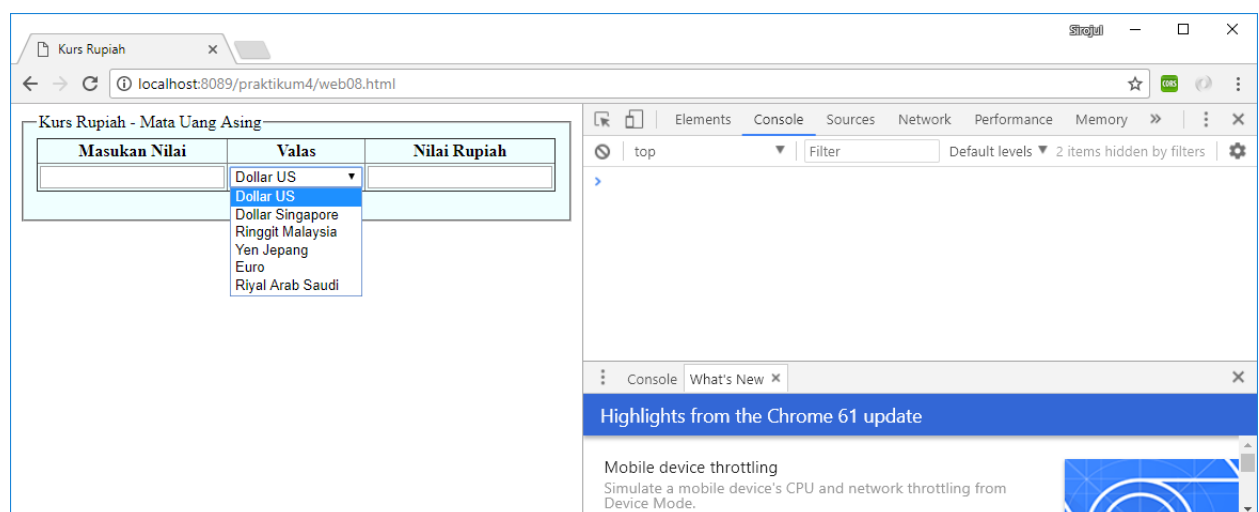 Sirojul
Kurs Rupiah
localhost:8089/praktikum4/web08.html
CORS
Kurs Rupiah - Mata Uang Asing
Masukan Nilai Valas Nilai Rupiah
Dollar US
Dollar US
Dollar Singapore
Ringgit Malaysia
Yen Jepang
Euro
Riyal Arab Saudi
Elements Console Sources Network Performance Memory
top Filter Default levels 2 items hidden by filters
Console What's New
Highlights from the Chrome 61 update
Mobile device throttling
Simulate a mobile device's CPU and network throttling from
Device Mode.